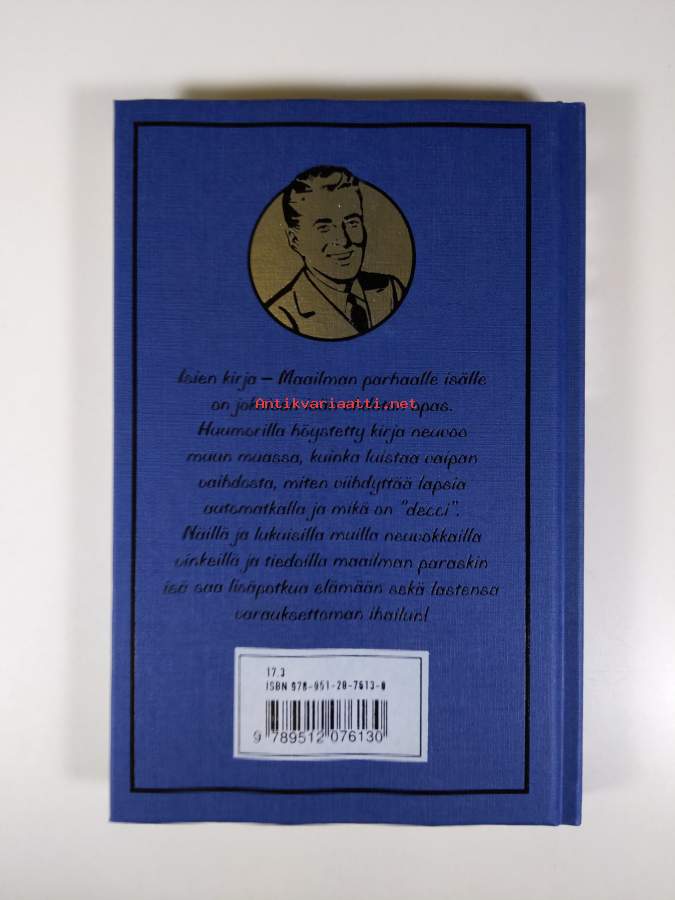 Isien kirja – Maailman parhaalle isälle
on opas.
Antikvariaatti.net
Huumorilla höystetty kirja neuvoo
muun muassa, kuinka luistaa vaipan
vaihdosta, miten viihdyttää lapsia
automatkalla ja mikä on "decci".
Näillä ja lukuisilla muilla neuvokkailla
vinkeillä ja tiedoilla maailman paraskin
isä saa lisäpotkua elämään sekä lastensa
varauksettoman ihailun!
17.3
ISBN 978-951-20-7613-0
9 789512 076130